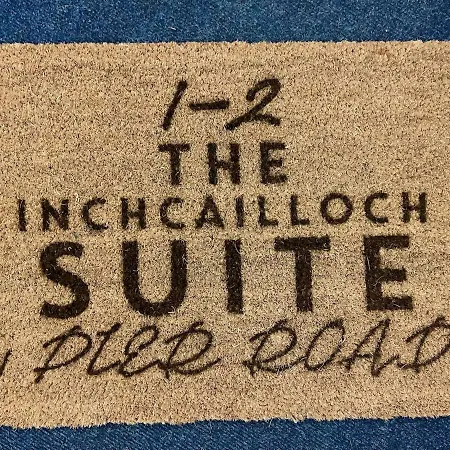 1-2
THE
INCHCAILLOCH
SUITE
PIER ROAD